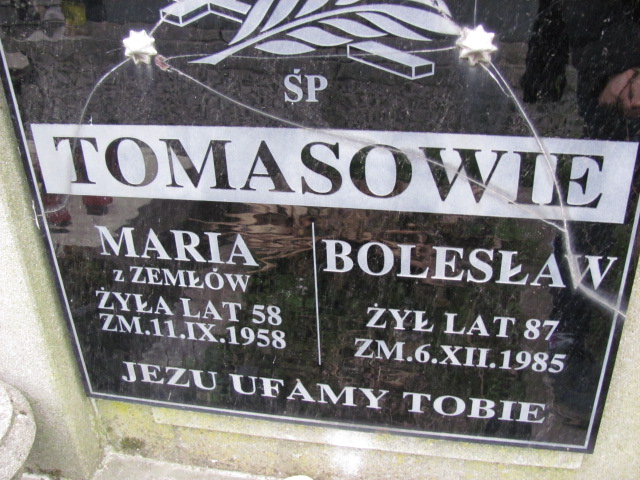 ŚP
TOMASOWIE
MARIA
z ZEMŁÓW
ŻYŁA LAT 58
ZM.11.IX.1958
BOLESŁAW
ŻYŁ LAT 87
ZM.6.XII.1985
JEZU UFAMY TOBIE